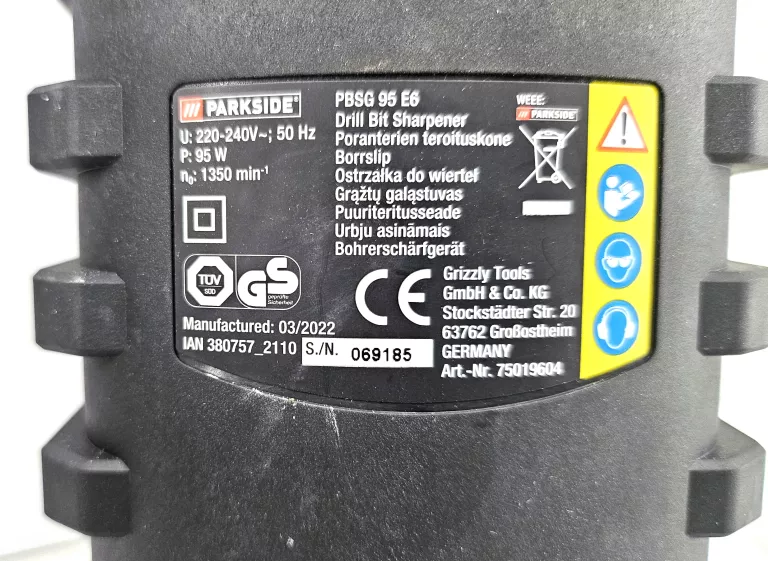 PARKSIDE®
U: 220-240V~; 50 Hz
P: 95 W
n₀: 1350 min⁻¹
TÜV
SÜD
GS
geprüfte
Sicherheit
Manufactured: 03/2022
IAN 380757_2110
S./N. 069185
PBSG 95 E6
Drill Bit Sharpener
Poranterien teroituskone
Borrslip
Ostrzałka do wierteł
Grąžtų galąstuvas
Puuriteritusseade
Urbju asināmais
Bohrerschärfgerät
CE
Grizzly Tools
GmbH & Co. KG
Stockstädter Str. 20
63762 Großostheim
GERMANY
Art.-Nr. 75019604
WEEE:
PARKSIDE